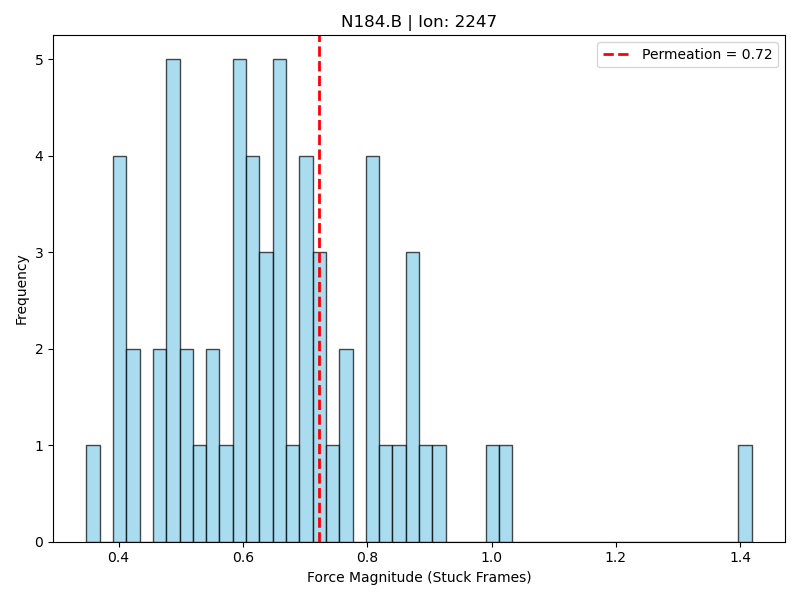 N184.B | Ion: 2247
Permeation = 0.72
Frequency
5
4
3
2
1
0
0.4 0.6 0.8 1.0 1.2 1.4
Force Magnitude (Stuck Frames)